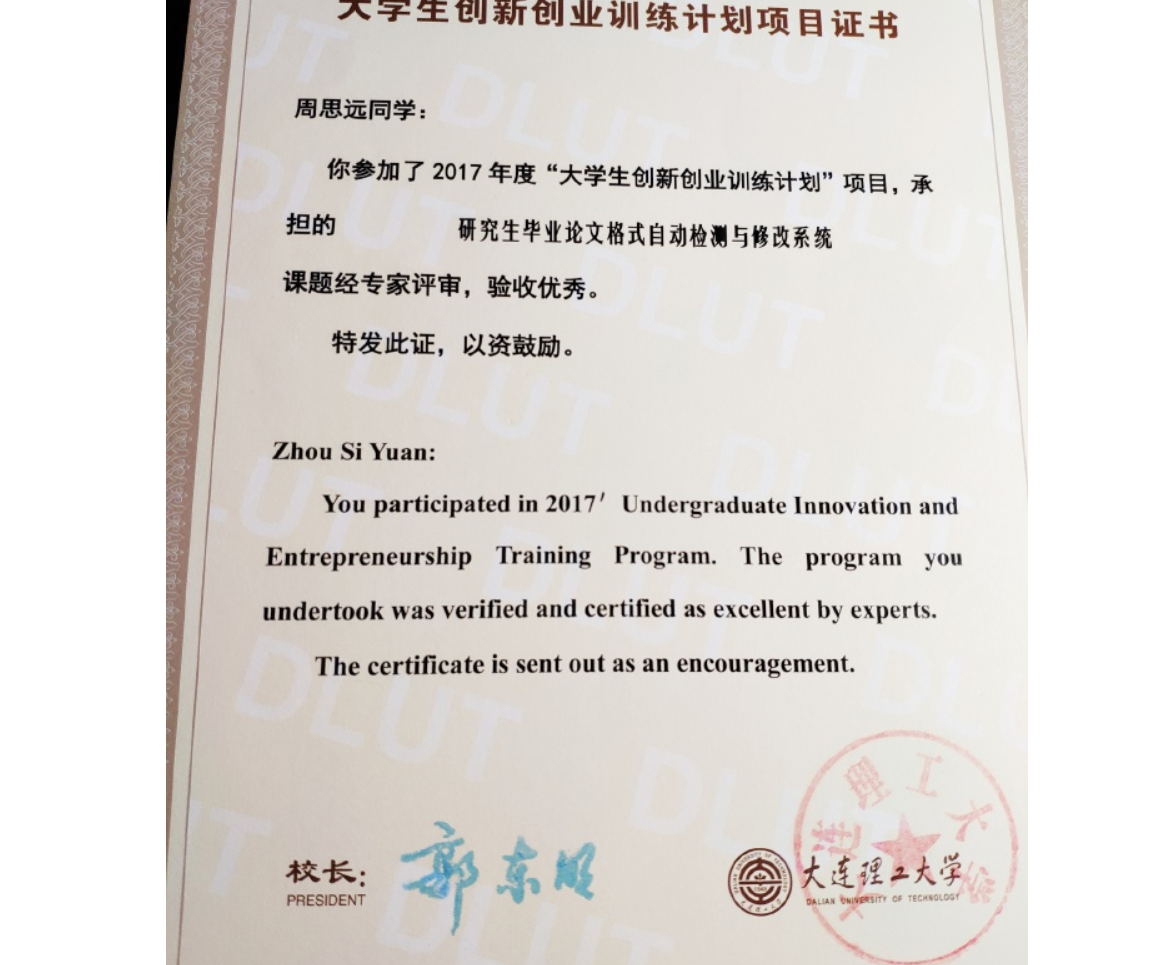 大学生创新创业训练计划项目证书
周思远同学：
你参加了 2017 年度“大学生创新创业训练计划”项目，承
担的 研究生毕业论文格式自动检测与修改系统
课题经专家评审，验收优秀。
特发此证，以资鼓励。
Zhou Si Yuan:
You participated in 2017′ Undergraduate Innovation and
Entrepreneurship Training Program. The program you
undertook was verified and certified as excellent by experts.
The certificate is sent out as an encouragement.
校长：郭东明
PRESIDENT
大连理工大学
DALIAN UNIVERSITY OF TECHNOLOGY
大连理工大学
DLUT